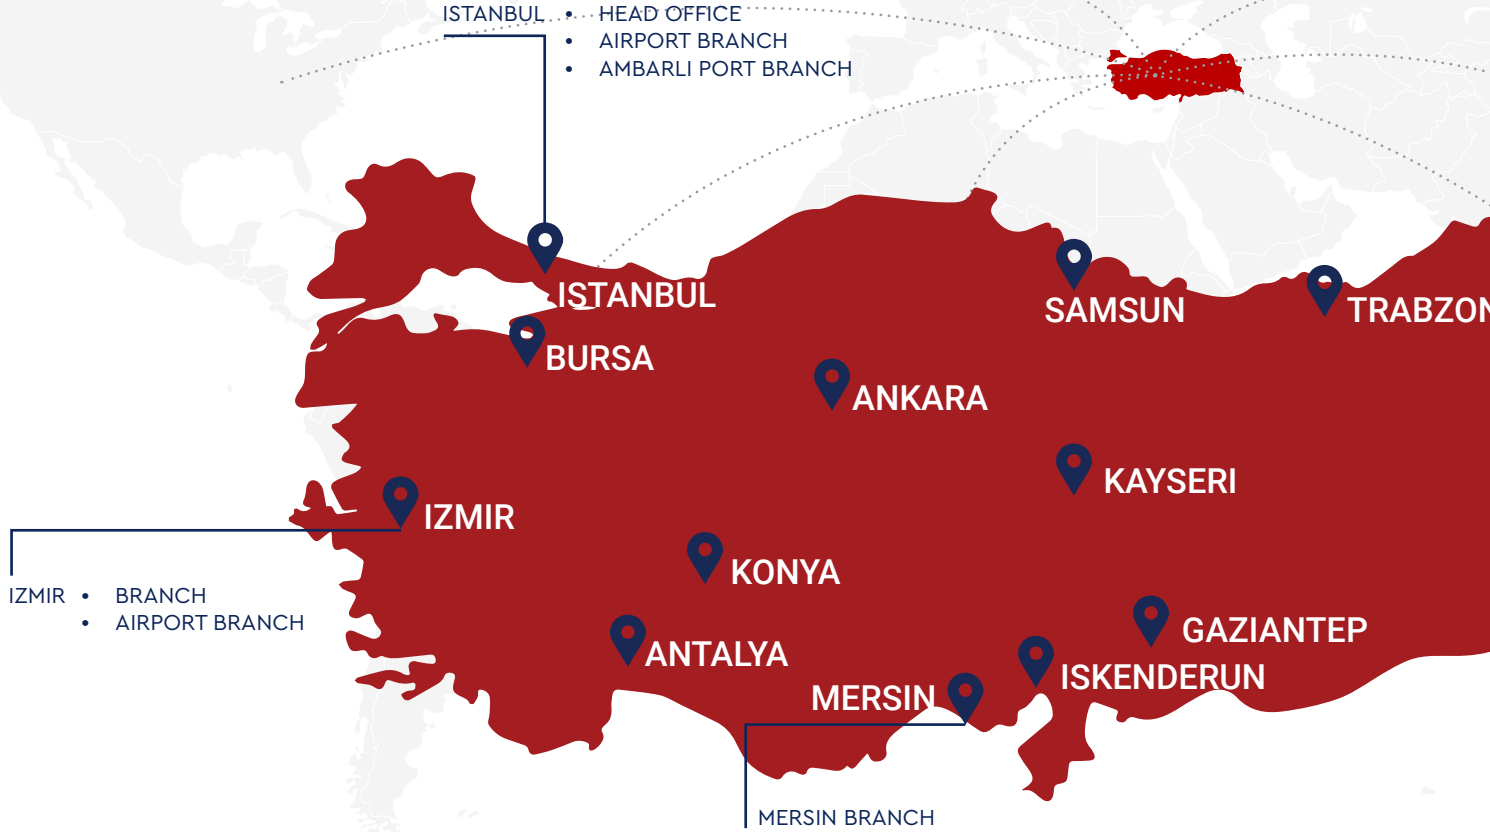 ISTANBUL • HEAD OFFICE
• AIRPORT BRANCH
• AMBARLI PORT BRANCH
ISTANBUL
SAMSUN
TRABZON
BURSA
ANKARA
KAYSERI
IZMIR
KONYA
IZMIR • BRANCH
• AIRPORT BRANCH
GAZIANTEP
ANTALYA
ISKENDERUN
MERSIN
MERSIN BRANCH